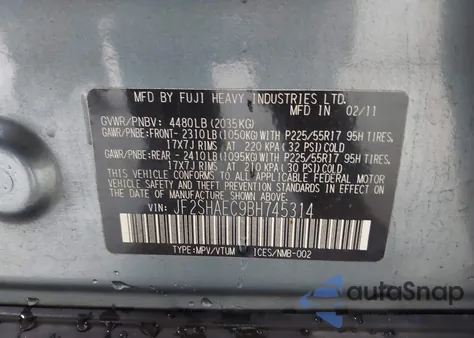 MFD BY FUJI HEAVY INDUSTRIES LTD. 02/11
GVWR/PNBV: 4480LB(2035KG)
GAWR/PNBE:FRONT- 2310LB(1050KG)WITH P225/55R17 95H TIRES,
17X7J RIMS AT 220 KPA(32 PSI)COLD
GAWR/PNBE:REAR - 2410LB(1095KG)WITH P225/55R17 95H TIRES,
17X7J RIMS AT 210 KPA(30 PSI)COLD
THIS VEHICLE CONFORMS TO ALL APPLICABLE FEDERAL
MOTOR VEHICLE SAFETY AND THEFT PREVENTION
STANDARDS IN EFFECT ON THE DATE OF MANUFACTURE
SHOWN ABOVE.
VIN: JF2SHAEC9BH745314
TYPE:MPV/VTUM ICES/NMB-002
autoSnap